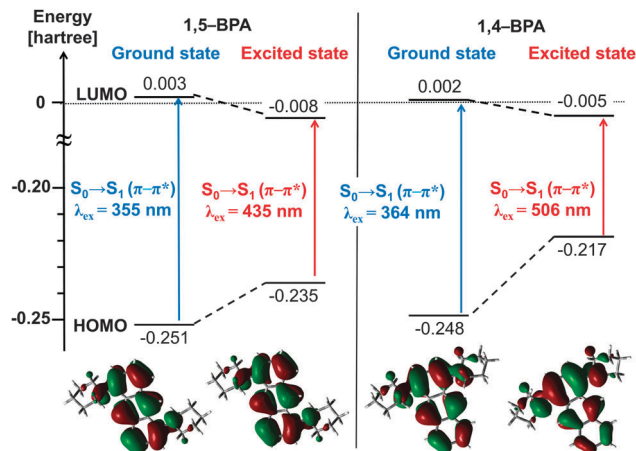 Energy
[hartree]
1,5–BPA
1,4–BPA
Ground state
Excited state
Ground state
Excited state
LUMO
0.003
-0.008
0.002
-0.005
0
-0.20
S₀→S₁ (π–π*)
λex = 355 nm
S₀→S₁ (π–π*)
λex = 435 nm
S₀→S₁ (π–π*)
λex = 364 nm
S₀→S₁ (π–π*)
λex = 506 nm
-0.217
-0.235
-0.25
HOMO
-0.251
-0.248